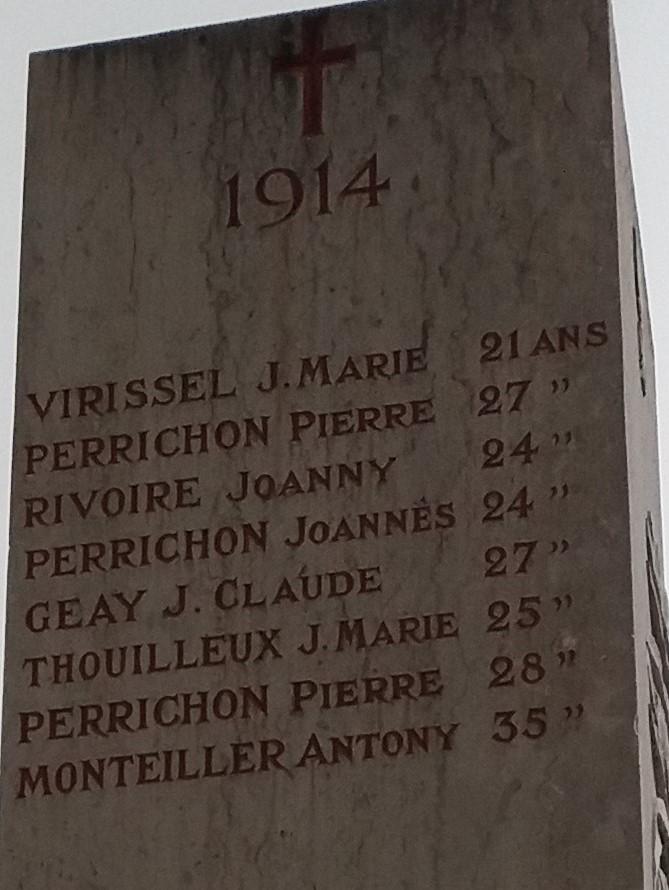 1914
VIRISSEL J. MARIE 21 ANS
PERRICHON PIERRE 27 "
RIVOIRE JOANNY 24 "
PERRICHON JOANNÈS 24 "
GEAY J. CLAUDE 27 "
THOUILLEUX J. MARIE 25 "
PERRICHON PIERRE 28 "
MONTEILLER ANTONY 35 "